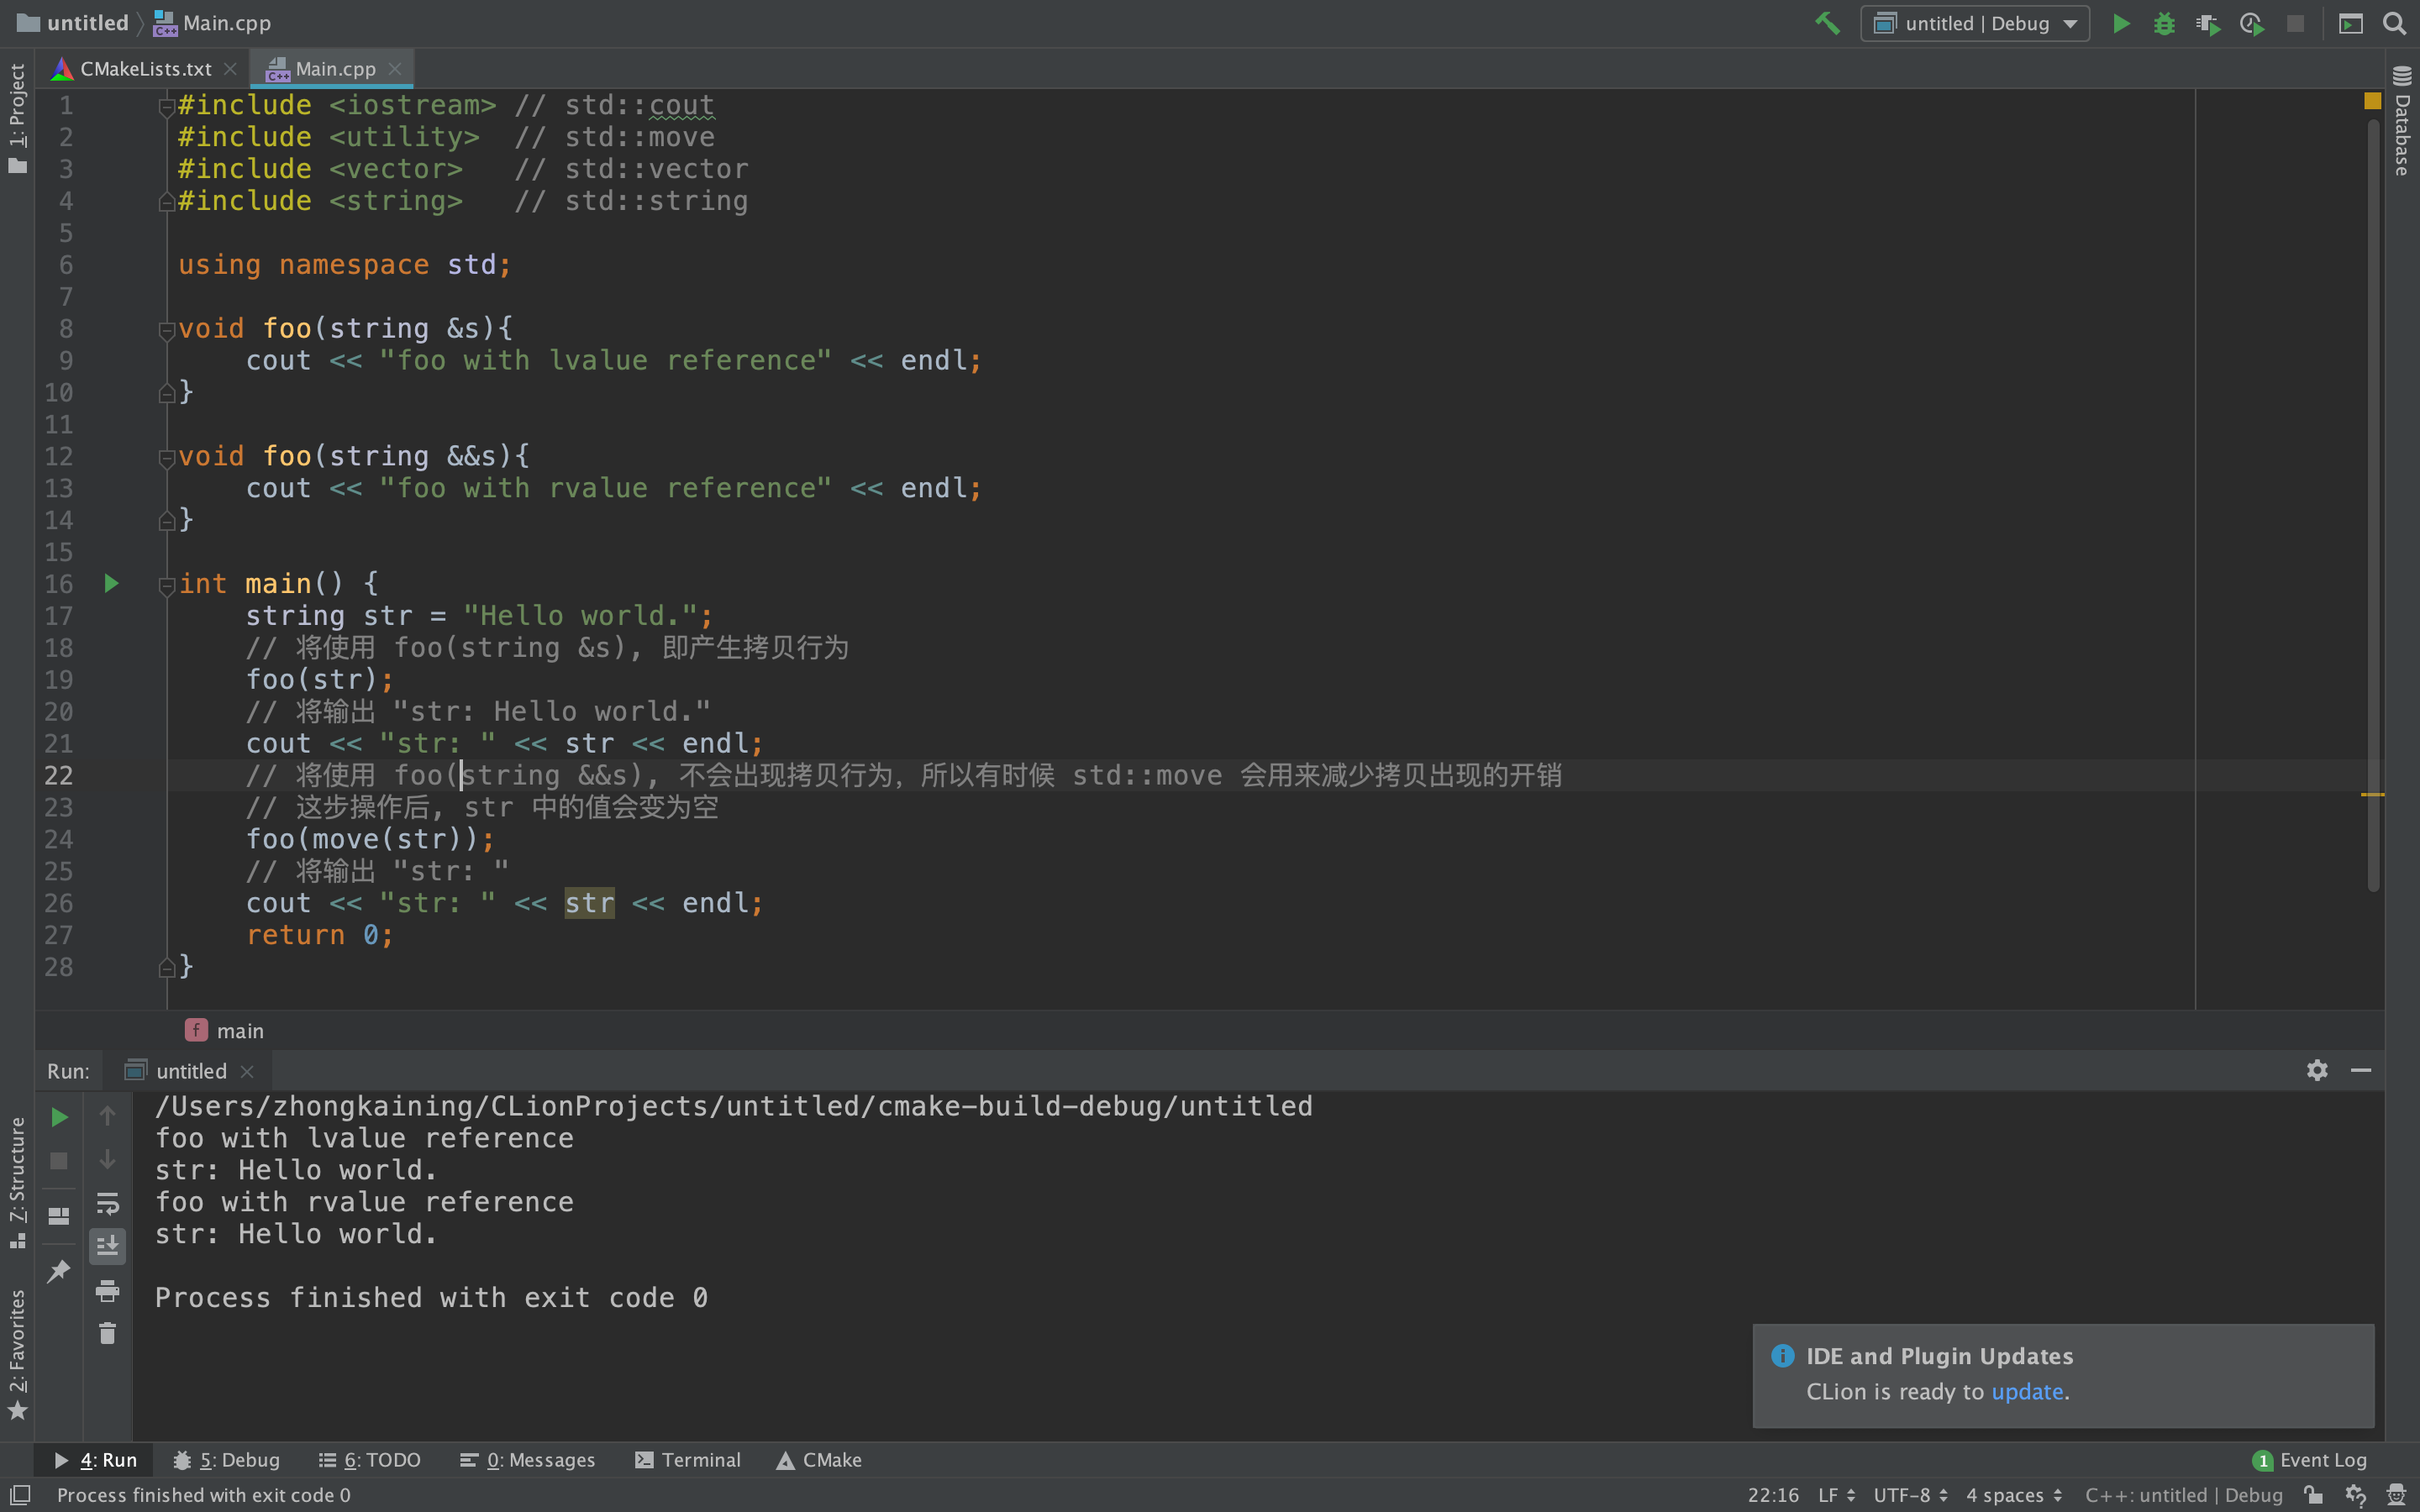 untitled Main.cpp untitled | Debug
CMakeLists.txt Main.cpp
1: Project
Database
1 #include <iostream> // std::cout
2 #include <utility>  // std::move
3 #include <vector>   // std::vector
4 #include <string>   // std::string
5
6 using namespace std;
7
8 void foo(string &s){
9     cout << "foo with lvalue reference" << endl;
10 }
11
12 void foo(string &&s){
13     cout << "foo with rvalue reference" << endl;
14 }
15
16 int main() {
17     string str = "Hello world.";
18     // 将使用 foo(string &s), 即产生拷贝行为
19     foo(str);
20     // 将输出 "str: Hello world."
21     cout << "str: " << str << endl;
22     // 将使用 foo(string &&s), 不会出现拷贝行为，所以有时候 std::move 会用来减少拷贝出现的开销
23     // 这步操作后, str 中的值会变为空
24     foo(move(str));
25     // 将输出 "str: "
26     cout << "str: " << str << endl;
27     return 0;
28 }
f main
Run: untitled
/Users/zhongkaining/CLionProjects/untitled/cmake-build-debug/untitled
foo with lvalue reference
str: Hello world.
foo with rvalue reference
str: Hello world.
Process finished with exit code 0
Z: Structure
2: Favorites
IDE and Plugin Updates
CLion is ready to update.
4: Run 5: Debug 6: TODO 0: Messages Terminal CMake 1 Event Log
Process finished with exit code 0 22:16 LF UTF-8 4 spaces C++: untitled | Debug